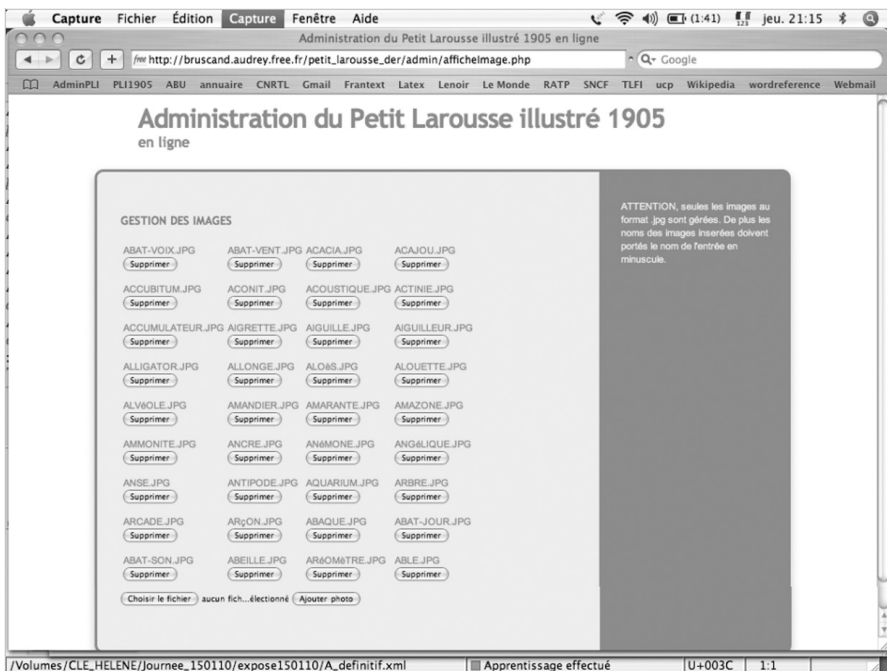 Capture Fichier Édition Capture Fenêtre Aide (1:41) 123 jeu. 21:15
Administration du Petit Larousse illustré 1905 en ligne
http://bruscand.audrey.free.fr/petit_larousse_der/admin/afficheImage.php Google
AdminPLI PLI1905 ABU annuaire CNRTL Gmail Frantext Latex Lenoir Le Monde RATP SNCF TLFI ucp Wikipedia wordreference Webmail
Administration du Petit Larousse illustré 1905
en ligne
GESTION DES IMAGES
ABAT-VOIX.JPG ABAT-VENT.JPG ACACIA.JPG ACAJOU.JPG
Supprimer Supprimer Supprimer Supprimer
ACCUBITUM.JPG ACONIT.JPG ACOUSTIQUE.JPG ACTINIE.JPG
Supprimer Supprimer Supprimer Supprimer
ACCUMULATEUR.JPG AIGRETTE.JPG AIGUILLE.JPG AIGUILLEUR.JPG
Supprimer Supprimer Supprimer Supprimer
ALLIGATOR.JPG ALLONGE.JPG ALOèS.JPG ALOUETTE.JPG
Supprimer Supprimer Supprimer Supprimer
ALVéOLE.JPG AMANDIER.JPG AMARANTE.JPG AMAZONE.JPG
Supprimer Supprimer Supprimer Supprimer
AMMONITE.JPG ANCRE.JPG ANéMONE.JPG ANGéLIQUE.JPG
Supprimer Supprimer Supprimer Supprimer
ANSE.JPG ANTIPODE.JPG AQUARIUM.JPG ARBRE.JPG
Supprimer Supprimer Supprimer Supprimer
ARCADE.JPG ARçON.JPG ABAQUE.JPG ABAT-JOUR.JPG
Supprimer Supprimer Supprimer Supprimer
ABAT-SON.JPG ABEILLE.JPG ARéOMèTRE.JPG ABLE.JPG
Supprimer Supprimer Supprimer Supprimer
Choisir le fichier aucun fich...électionné Ajouter photo
ATTENTION, seules les images au
format .jpg sont gérées. De plus les
noms des images inserées doivent
portés le nom de l'entrée en
minuscule.
/Volumes/CLE_HELENE/Journee_150110/expose150110/A_definitif.xml Apprentissage effectué U+003C 1:1